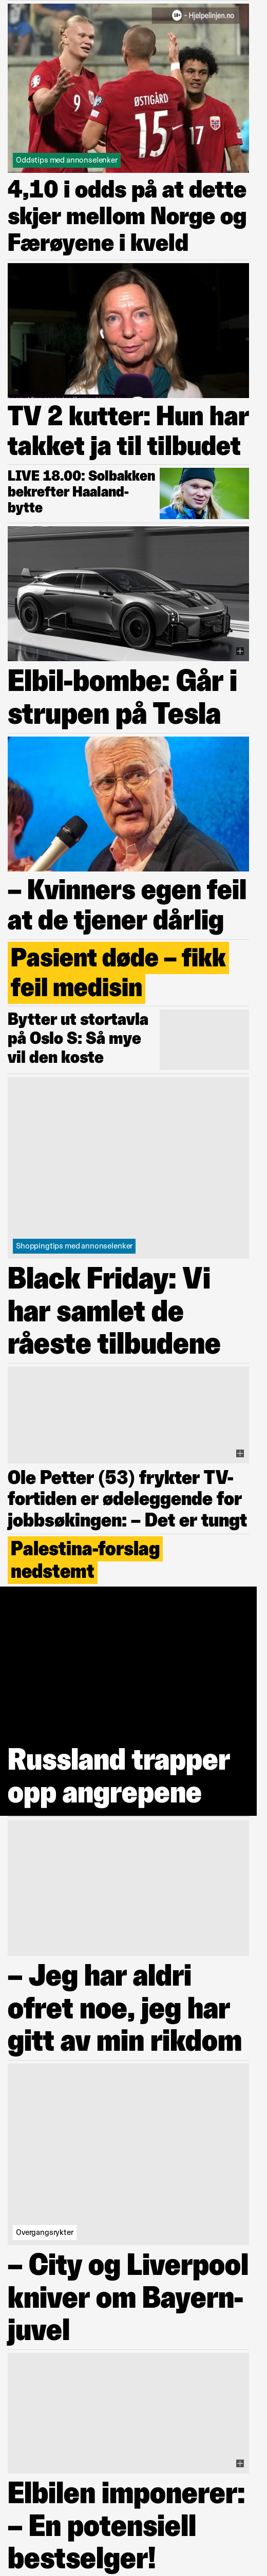 18+ - Hjelpelinjen.no
ØSTIGÅRD
15
17
Oddstips med annonselenker
4,10 i odds på at dette
skjer mellom Norge og
Færøyene i kveld
TV 2 kutter: Hun har
takket ja til tilbudet
LIVE 18.00: Solbakken
bekrefter Haaland-
bytte
Elbil-bombe: Går i
strupen på Tesla
– Kvinners egen feil
at de tjener dårlig
Pasient døde – fikk
feil medisin
Bytter ut stortavla
på Oslo S: Så mye
vil den koste
Shoppingtips med annonselenker
Black Friday: Vi
har samlet de
råeste tilbudene
Ole Petter (53) frykter TV-
fortiden er ødeleggende for
jobbsøkingen: – Det er tungt
Palestina-forslag
nedstemt
Russland trapper
opp angrepene
– Jeg har aldri
ofret noe, jeg har
gitt av min rikdom
Overgangsrykter
– City og Liverpool
kniver om Bayern-
juvel
Elbilen imponerer:
– En potensiell
bestselger!